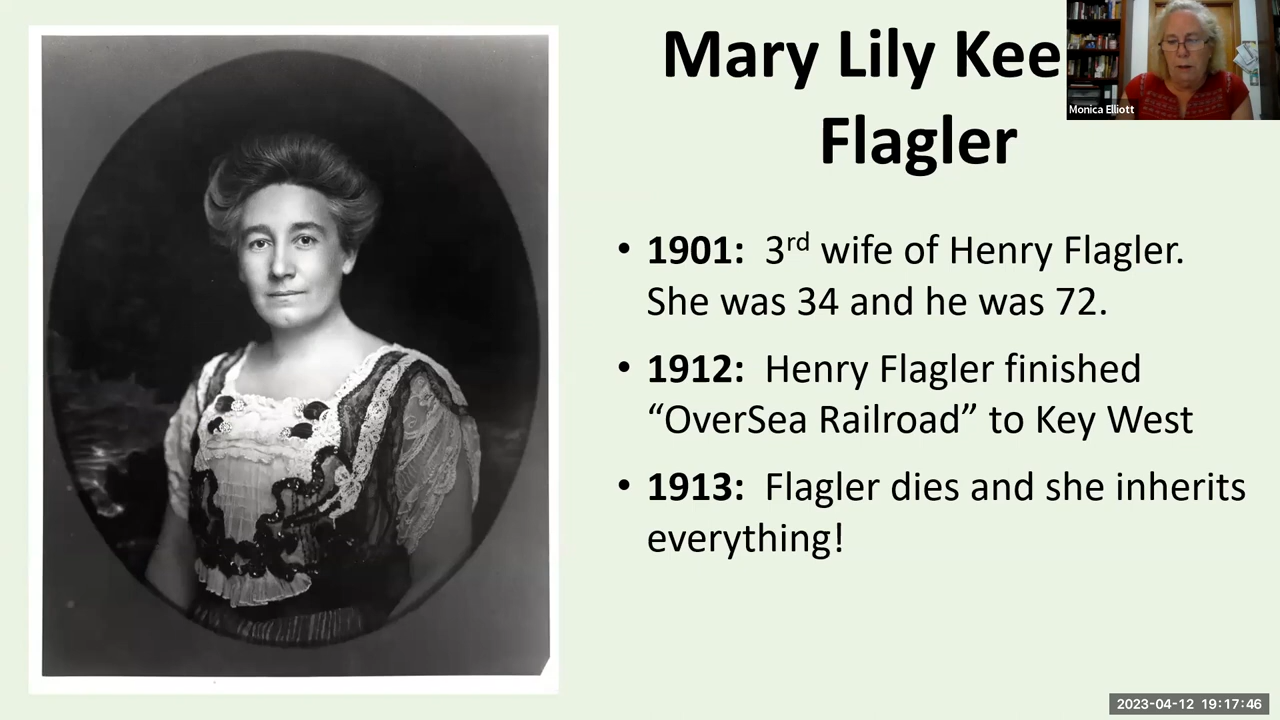 Mary Lily Kee
Flagler
Monica Elliott
• 1901: 3rd wife of Henry Flagler.
She was 34 and he was 72.
• 1912: Henry Flagler finished
“OverSea Railroad” to Key West
• 1913: Flagler dies and she inherits
everything!
2023-04-12 19:17:46